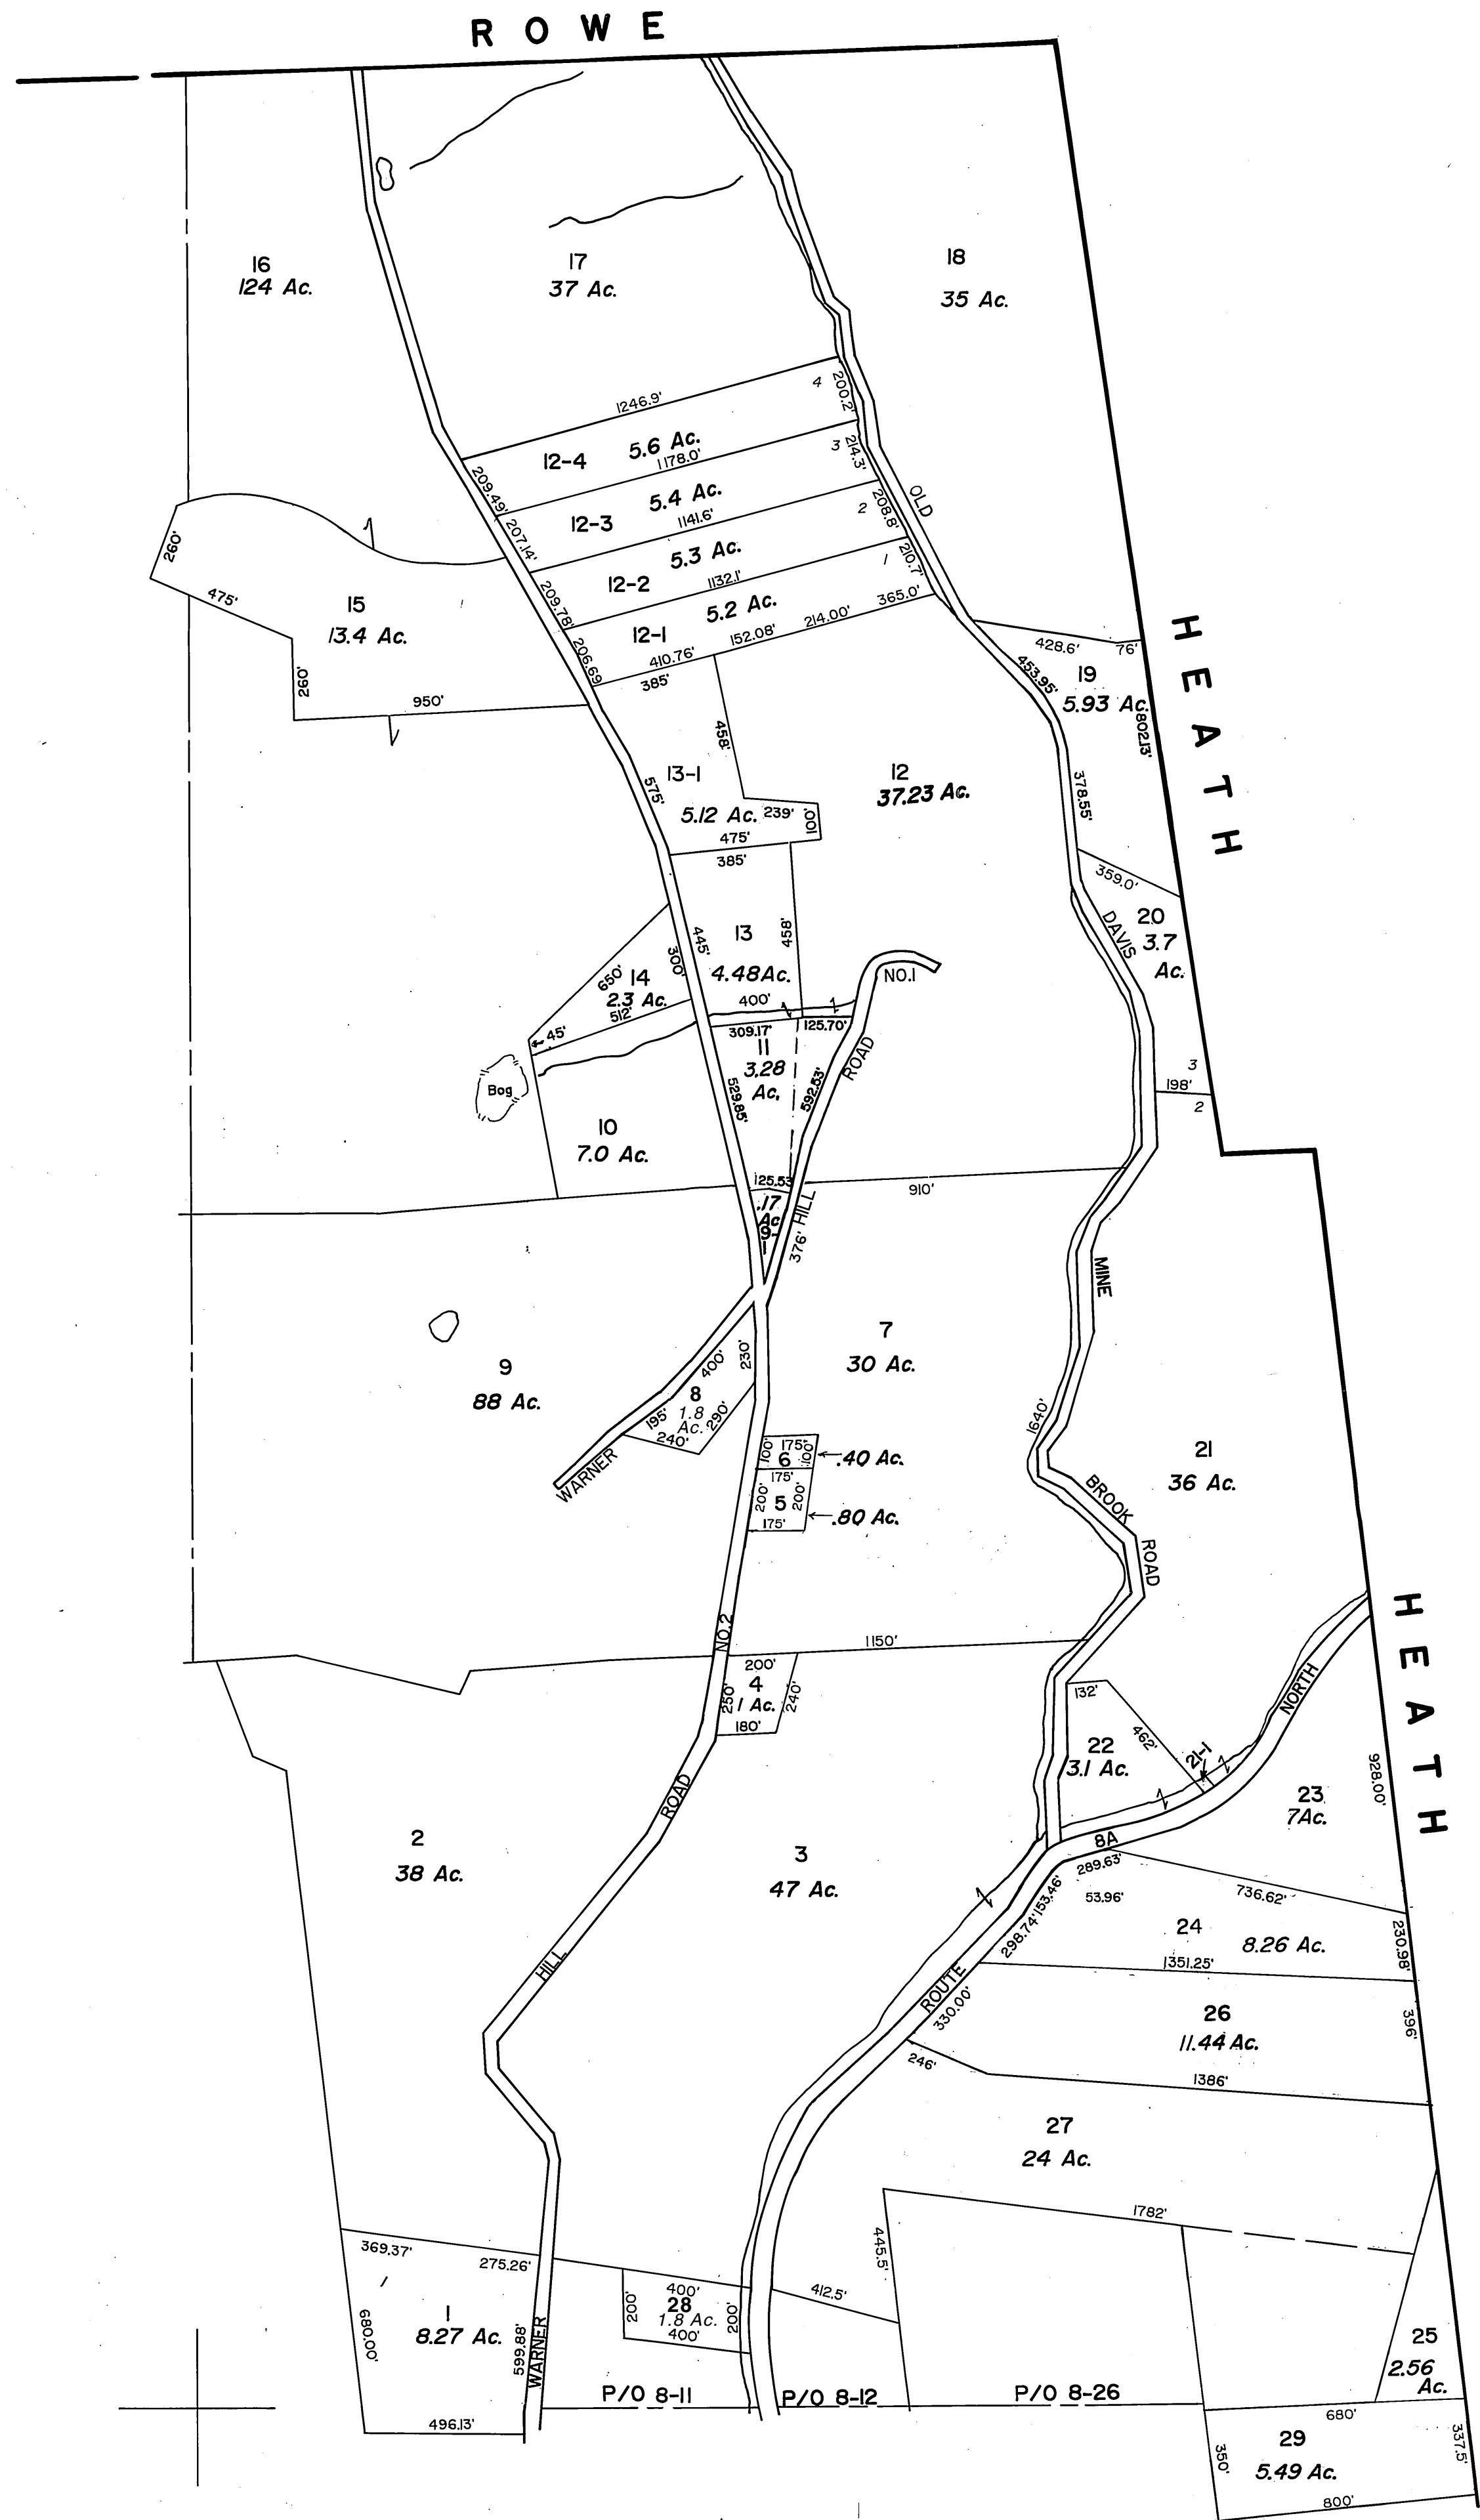 ROWE
16
124 Ac.
17
37 Ac.
18
35 Ac.
1246.9'
4
200.2'
12-4
5.6 Ac.
1178.0'
209.49'
3
214.3'
12-3
5.4 Ac.
1141.6'
207.14'
2
208.8'
OLD
12-2
5.3 Ac.
1132.1'
209.78'
1
210.7'
12-1
5.2 Ac.
206.69
410.76'
152.08'
214.00'
365.0'
385'
260'
475'
15
13.4 Ac.
260'
950'
HEATH
428.6'
76'
453.95'
19
5.93 Ac.
802.13'
378.55'
458'
575'
13-1
5.12 Ac.
239'
100'
475'
385'
12
37.23 Ac.
359.0'
20
3.7
Ac.
DAVIS
445'
300'
13
4.48 Ac.
458'
650'
14
2.3 Ac.
512'
45'
400'
NO.1
309.17'
125.70'
11
3.28
Ac.
592.53'
ROAD
529.85'
Bog
10
7.0 Ac.
3
198'
2
125.53
910'
.17
Ac
9-
1
376'
HILL
MINE
9
88 Ac.
7
30 Ac.
230'
400'
8
1.8
Ac.
195'
290'
240'
WARNER
100'
175'
6
100'
.40 Ac.
175'
200'
5
200'
.80 Ac.
175'
1640'
21
36 Ac.
BROOK
ROAD
HEATH
NO.2
1150'
200'
4
1 Ac.
250'
240'
180'
132'
462'
22
3.1 Ac.
21-1
NORTH
928.00'
23
7Ac.
8A
ROAD
2
38 Ac.
3
47 Ac.
289.63'
153.46'
53.96'
736.62'
298.74'
24
8.26 Ac.
230.98'
1351.25'
HILL
ROUTE
330.00'
26
11.44 Ac.
396'
246'
1386'
27
24 Ac.
1782'
445.5'
369.37'
275.26'
412.5'
400'
28
1.8 Ac.
200'
200'
400'
1
8.27 Ac.
680.00'
599.88'
WARNER
25
2.56
Ac.
P/O 8-11
P/O 8-12
P/O 8-26
496.13'
680'
29
5.49 Ac.
350'
337.5'
800'